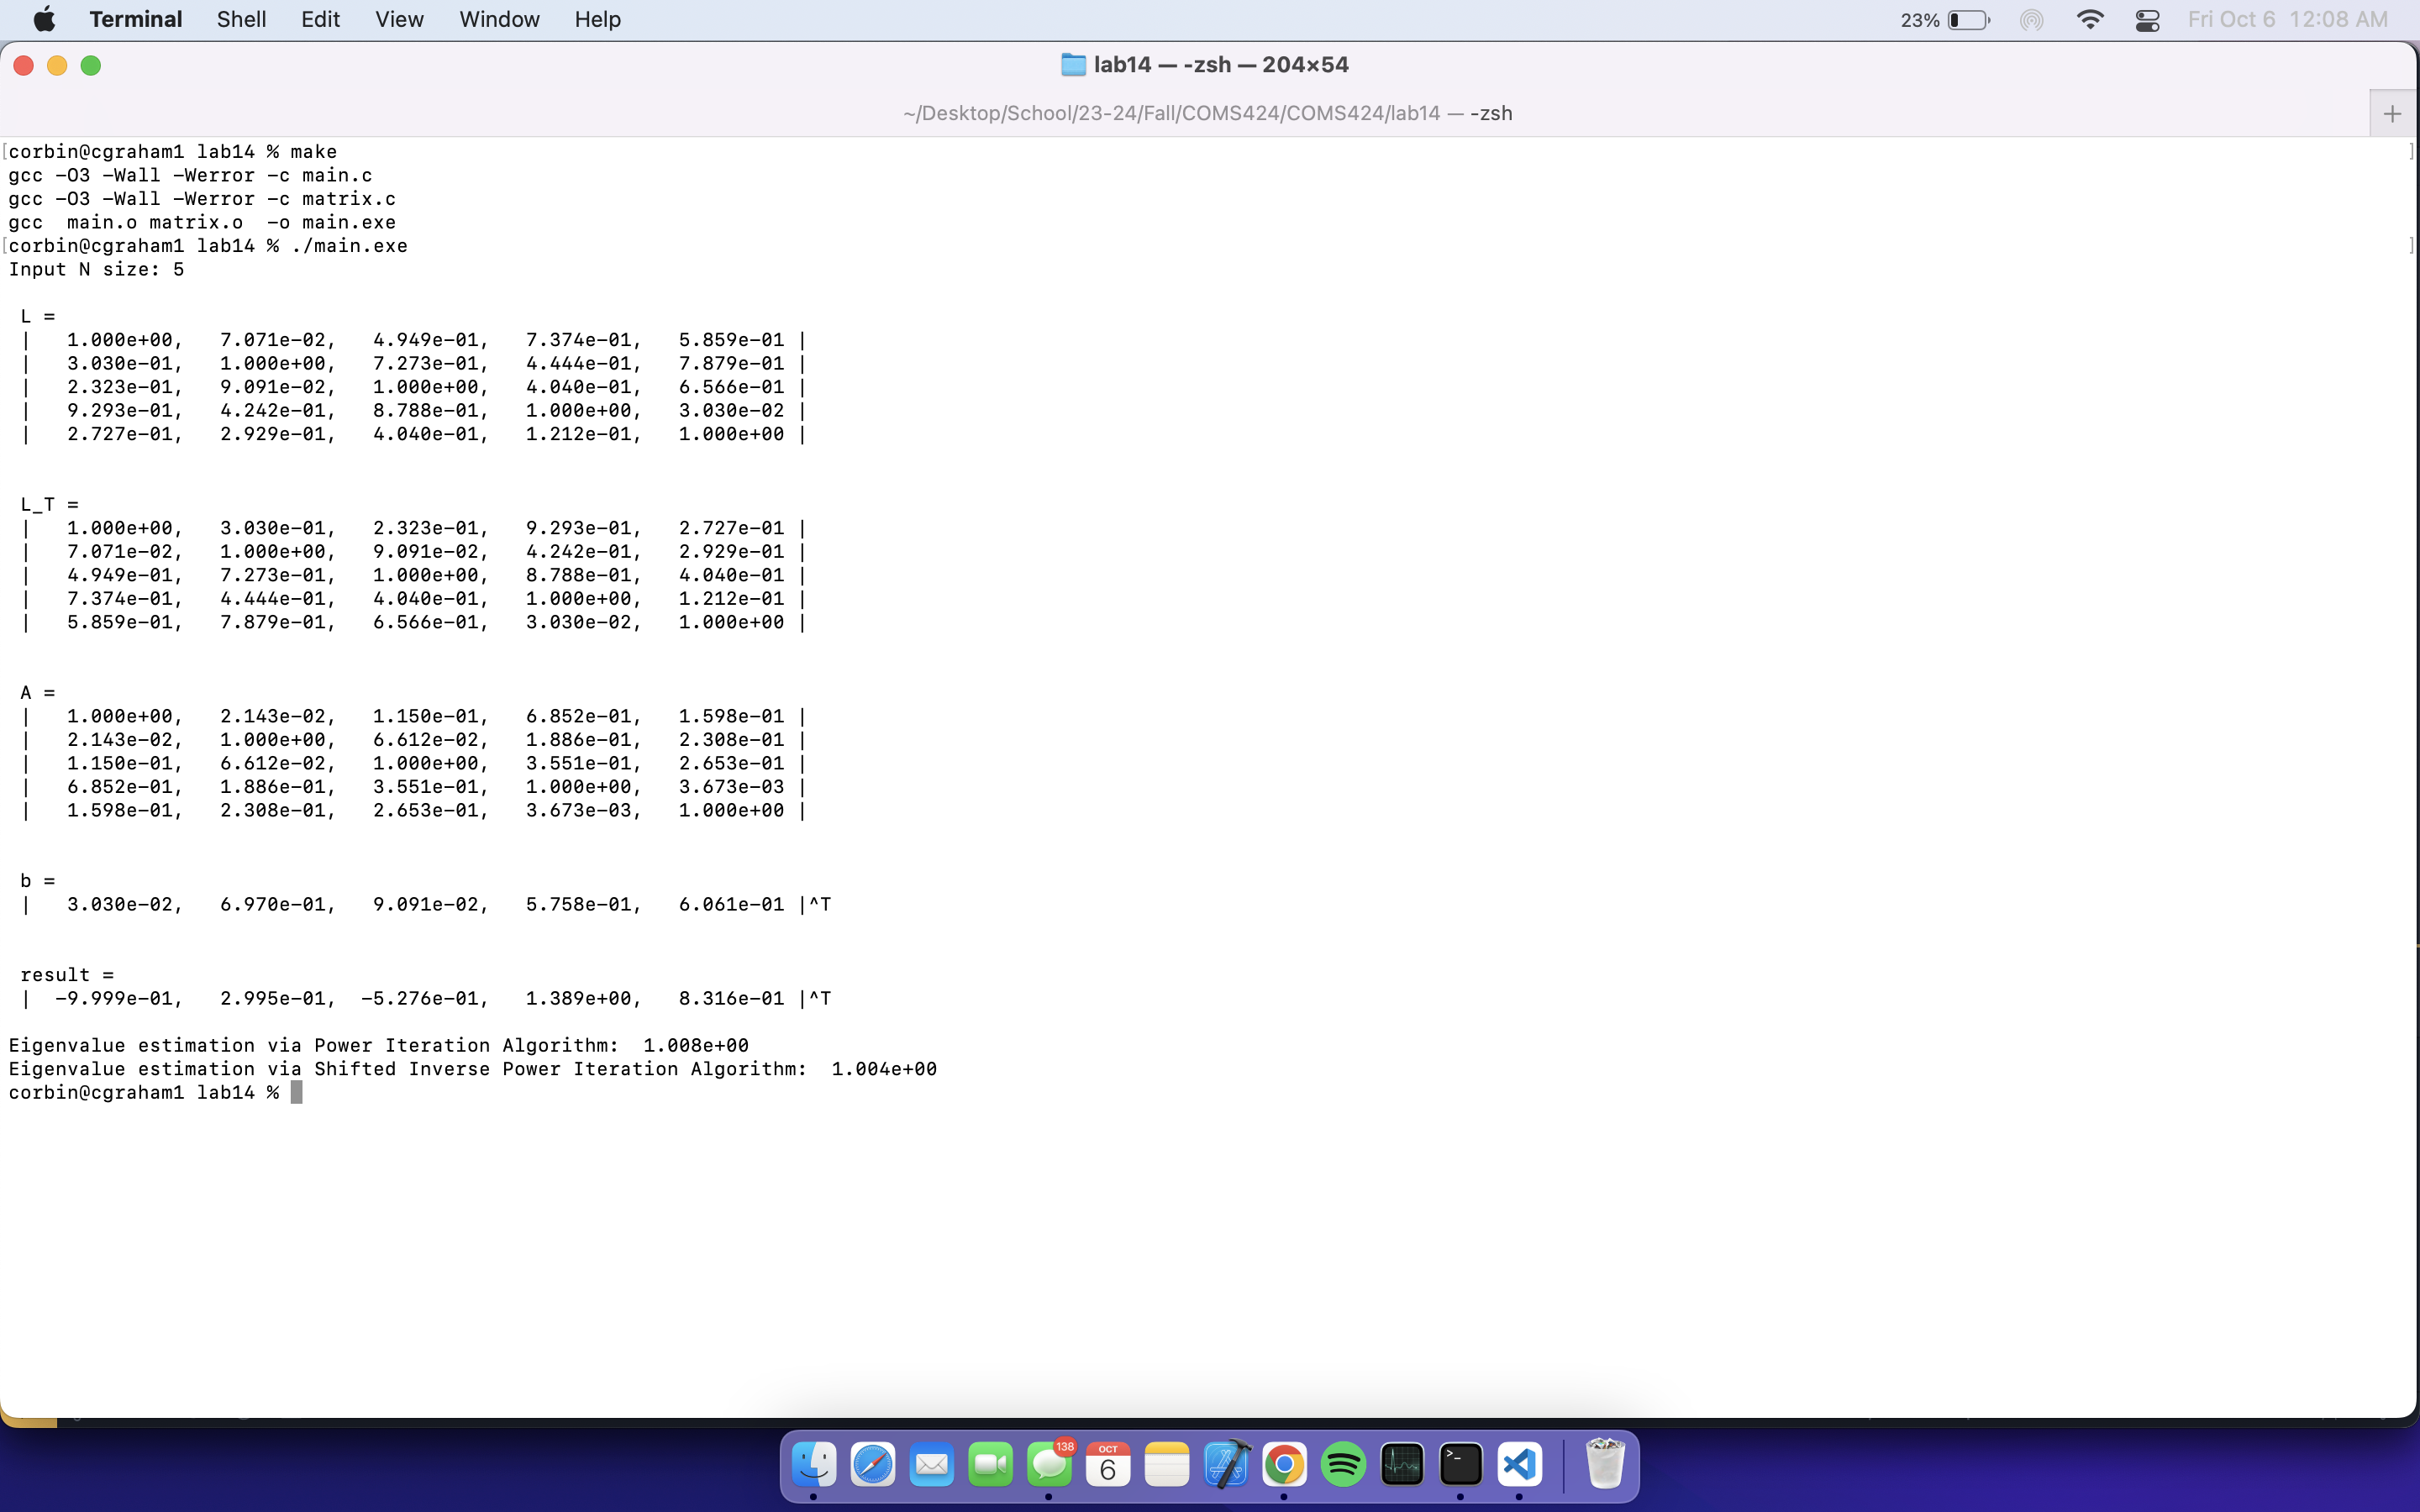 Terminal Shell Edit View Window Help 23% Fri Oct 6 12:08 AM
lab14 — -zsh — 204×54
~/Desktop/School/23-24/Fall/COMS424/COMS424/lab14 — -zsh
[corbin@cgraham1 lab14 % make ]
gcc -O3 -Wall -Werror -c main.c
gcc -O3 -Wall -Werror -c matrix.c
gcc  main.o matrix.o  -o main.exe
[corbin@cgraham1 lab14 % ./main.exe ]
Input N size: 5
L =
|   1.000e+00,   7.071e-02,   4.949e-01,   7.374e-01,   5.859e-01 |
|   3.030e-01,   1.000e+00,   7.273e-01,   4.444e-01,   7.879e-01 |
|   2.323e-01,   9.091e-02,   1.000e+00,   4.040e-01,   6.566e-01 |
|   9.293e-01,   4.242e-01,   8.788e-01,   1.000e+00,   3.030e-02 |
|   2.727e-01,   2.929e-01,   4.040e-01,   1.212e-01,   1.000e+00 |
L_T =
|   1.000e+00,   3.030e-01,   2.323e-01,   9.293e-01,   2.727e-01 |
|   7.071e-02,   1.000e+00,   9.091e-02,   4.242e-01,   2.929e-01 |
|   4.949e-01,   7.273e-01,   1.000e+00,   8.788e-01,   4.040e-01 |
|   7.374e-01,   4.444e-01,   4.040e-01,   1.000e+00,   1.212e-01 |
|   5.859e-01,   7.879e-01,   6.566e-01,   3.030e-02,   1.000e+00 |
A =
|   1.000e+00,   2.143e-02,   1.150e-01,   6.852e-01,   1.598e-01 |
|   2.143e-02,   1.000e+00,   6.612e-02,   1.886e-01,   2.308e-01 |
|   1.150e-01,   6.612e-02,   1.000e+00,   3.551e-01,   2.653e-01 |
|   6.852e-01,   1.886e-01,   3.551e-01,   1.000e+00,   3.673e-03 |
|   1.598e-01,   2.308e-01,   2.653e-01,   3.673e-03,   1.000e+00 |
b =
|   3.030e-02,   6.970e-01,   9.091e-02,   5.758e-01,   6.061e-01 |^T
result =
|  -9.999e-01,   2.995e-01,  -5.276e-01,   1.389e+00,   8.316e-01 |^T
Eigenvalue estimation via Power Iteration Algorithm:  1.008e+00
Eigenvalue estimation via Shifted Inverse Power Iteration Algorithm:  1.004e+00
corbin@cgraham1 lab14 %
138
OCT
6